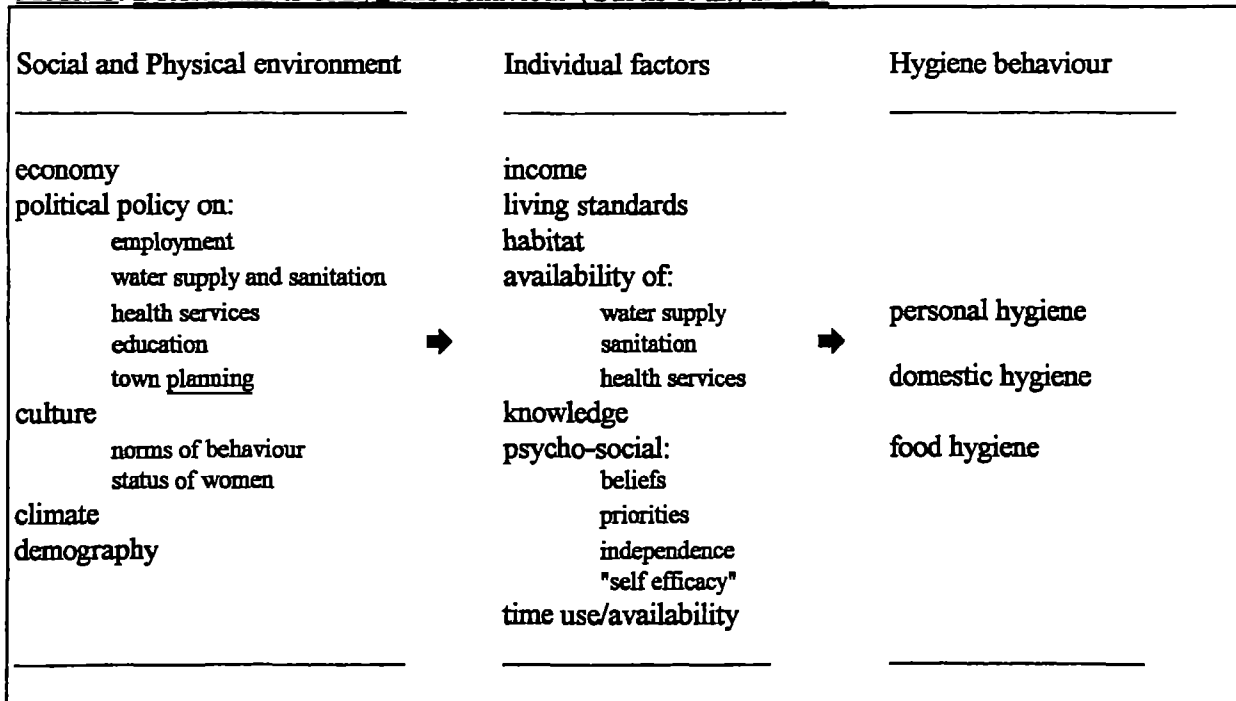 Social and Physical environment
economy
political policy on:
employment
water supply and sanitation
health services
education
town planning
culture
norms of behaviour
status of women
climate
demography
Individual factors
income
living standards
habitat
availability of:
water supply
sanitation
health services
knowledge
psycho-social:
beliefs
priorities
independence
"self efficacy"
time use/availability
Hygiene behaviour
personal hygiene
domestic hygiene
food hygiene